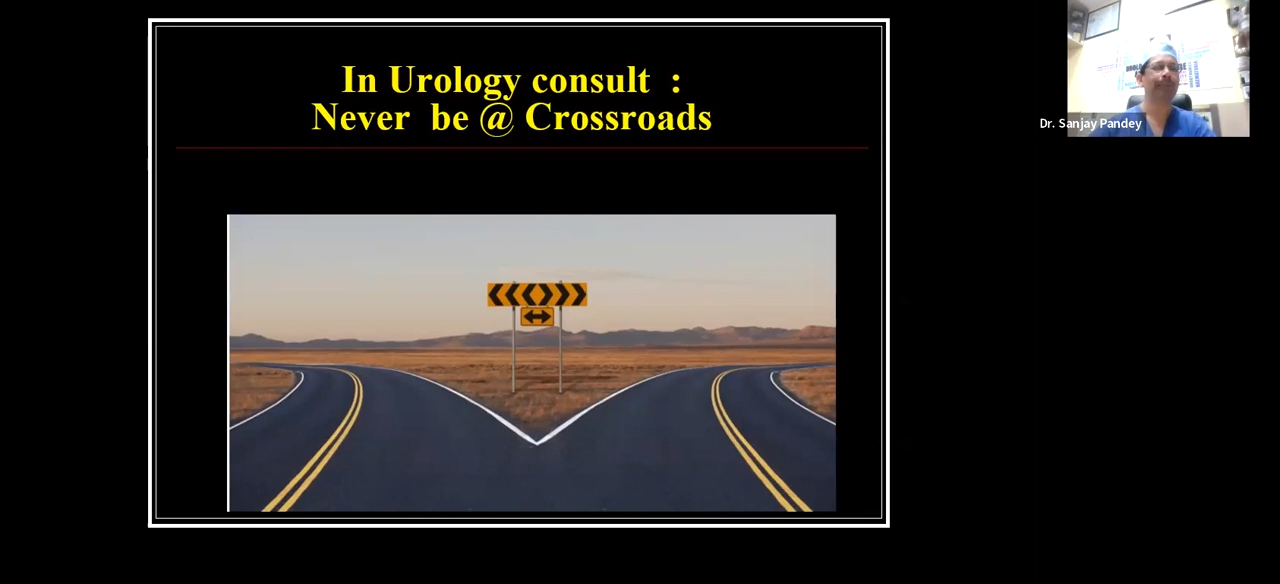 In Urology consult  :
Never  be @ Crossroads
Dr. Sanjay Pandey